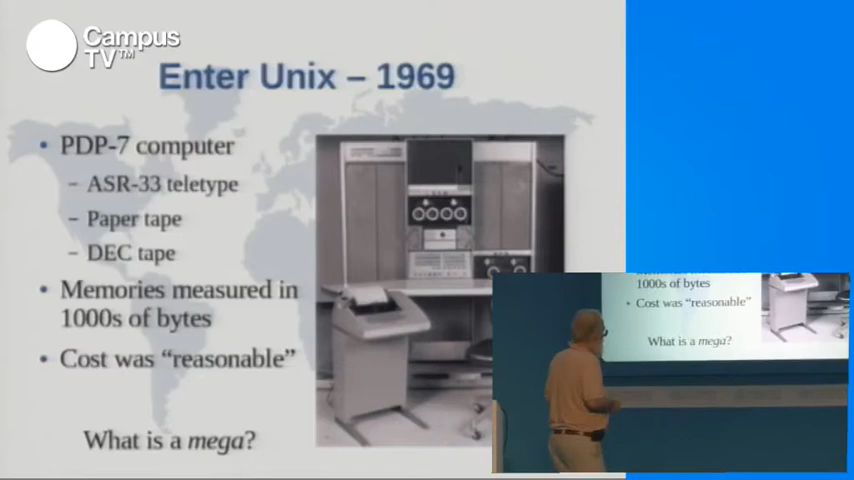 Campus
TV™
Enter Unix – 1969
• PDP-7 computer
– ASR-33 teletype
– Paper tape
– DEC tape
• Memories measured in
1000s of bytes
• Cost was “reasonable”
What is a mega?
1000s of bytes
• Cost was “reasonable”
What is a mega?